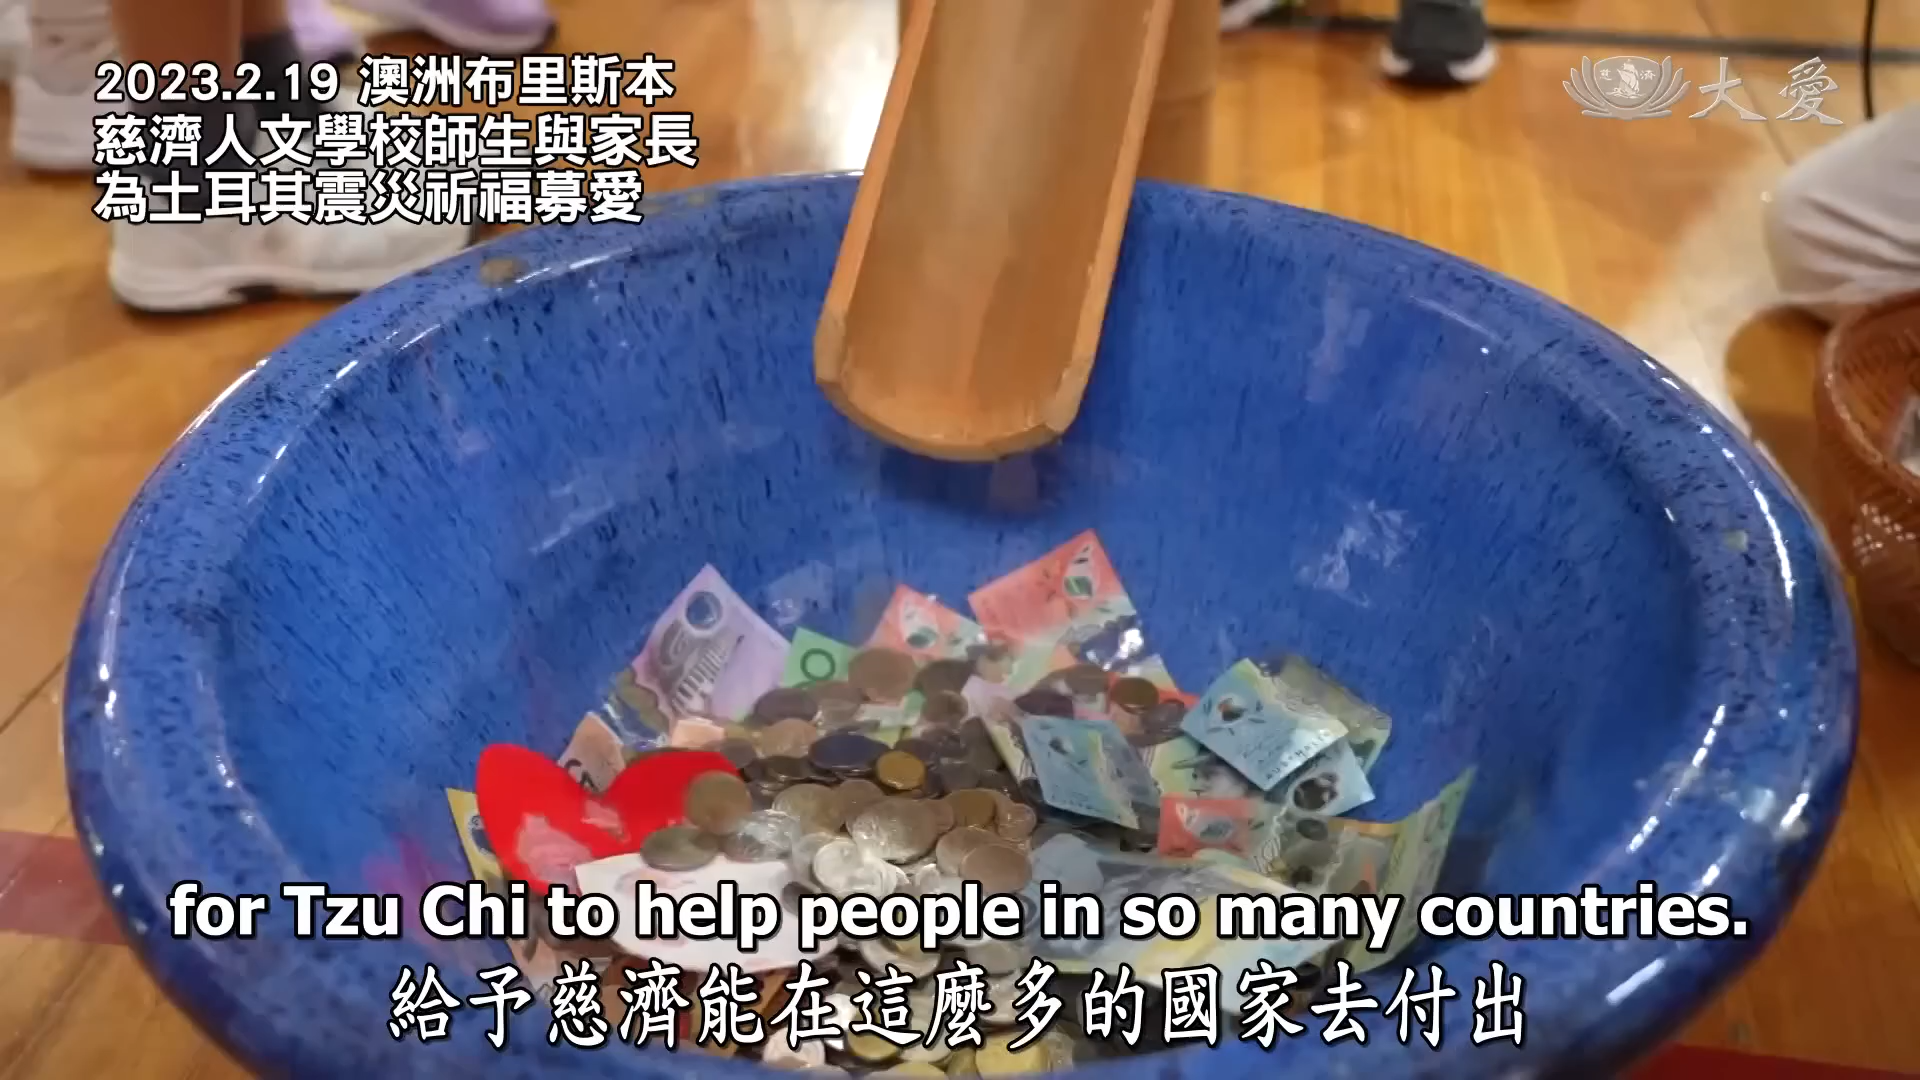 2023.2.19 澳洲布里斯本
慈濟人文學校師生與家長
為土耳其震災祈福募愛
慈 濟
大愛
for Tzu Chi to help people in so many countries.
給予慈濟能在這麼多的國家去付出